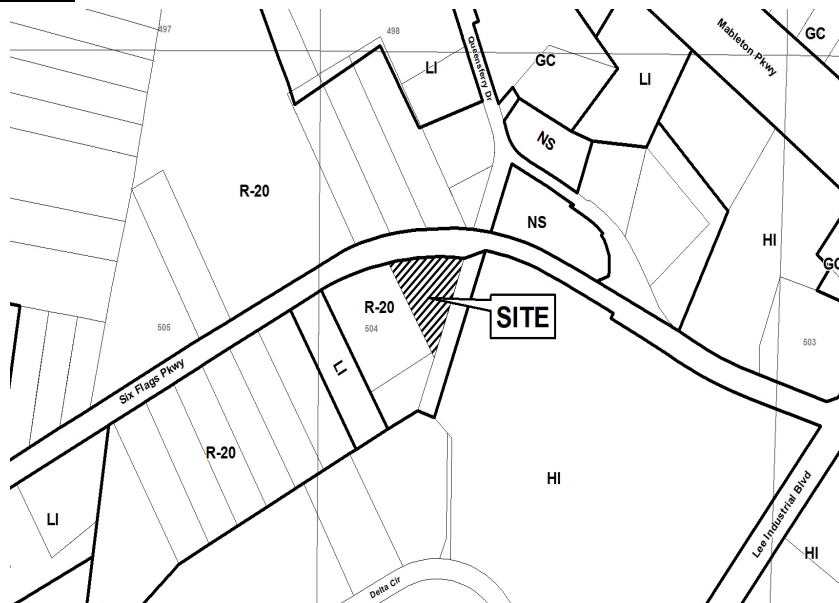 497
498
Queensferry Dr
LI
GC
Mableton Pkwy
GC
LI
NS
R-20
NS
HI
GC
R-20
504
SITE
505
503
Six Flags Pkwy
LI
R-20
HI
LI
Lee Industrial Blvd
HI
Delta Cir